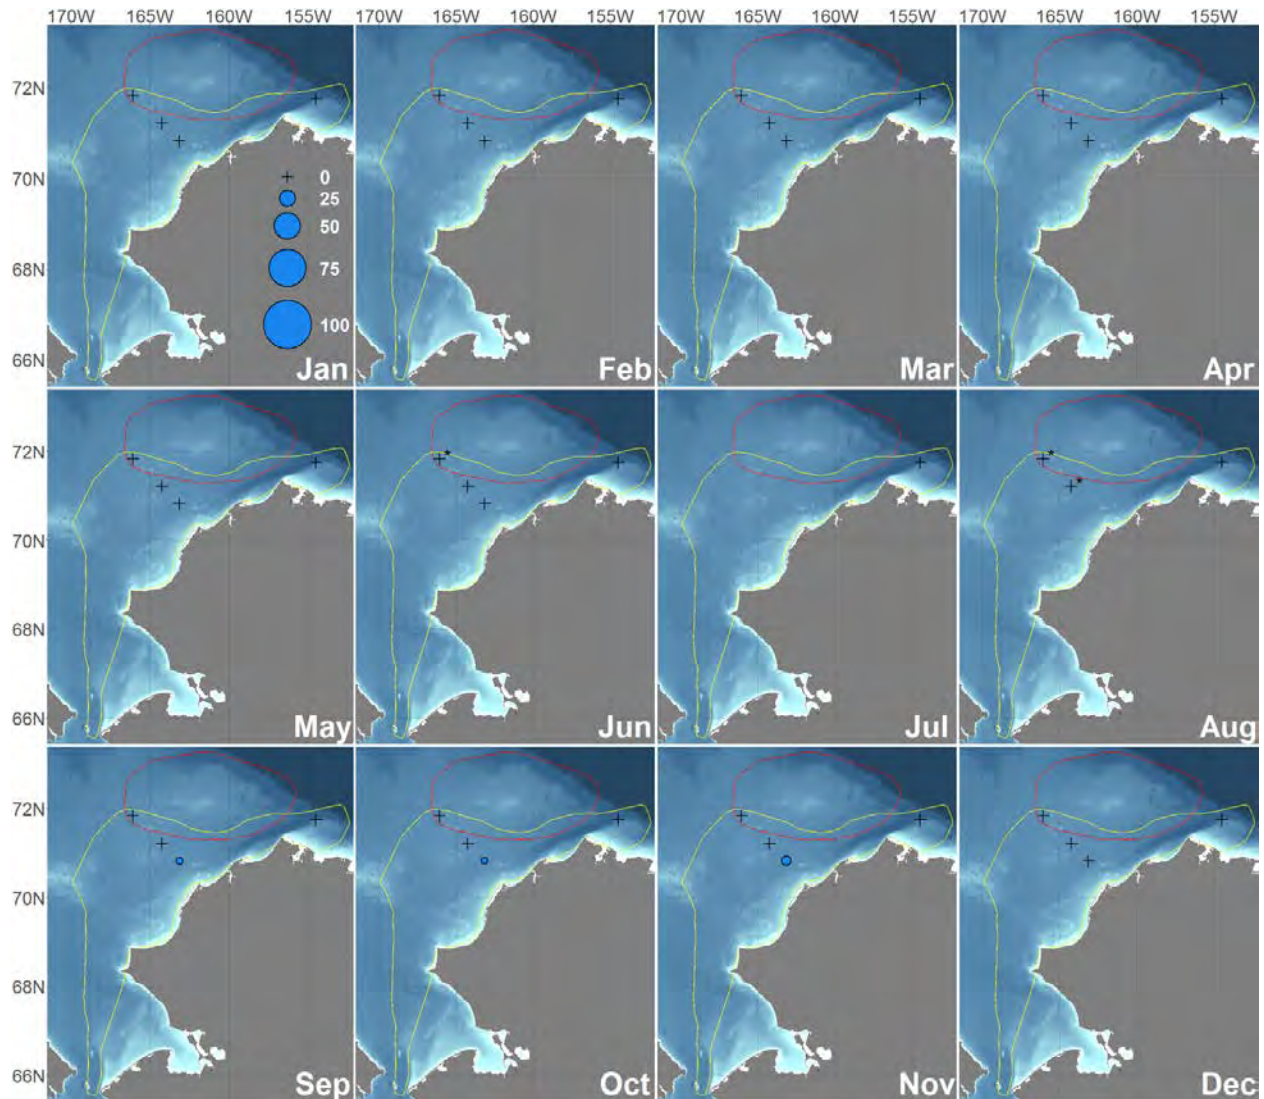 170W 165W 160W 155W 170W 165W 160W 155W 170W 165W 160W 155W 170W 165W 160W 155W
72N
70N
0
25
50
68N
75
100
66N
Jan Feb Mar Apr
72N
70N
68N
66N
May Jun Jul Aug
72N
70N
68N
66N
Sep Oct Nov Dec